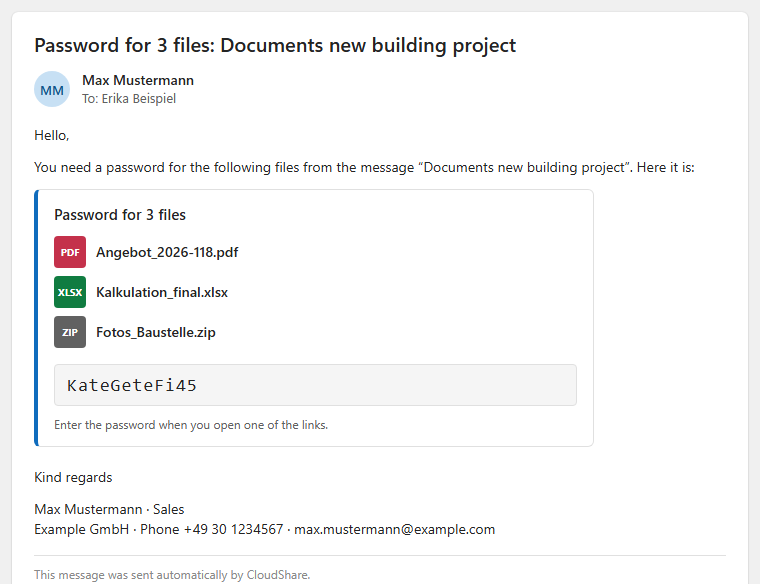 Password for 3 files: Documents new building project
MM
Max Mustermann
To: Erika Beispiel
Hello,
You need a password for the following files from the message “Documents new building project”. Here it is:
Password for 3 files
PDF
Angebot_2026-118.pdf
XLSX
Kalkulation_final.xlsx
ZIP
Fotos_Baustelle.zip
KateGeteFi45
Enter the password when you open one of the links.
Kind regards
Max Mustermann · Sales
Example GmbH · Phone +49 30 1234567 · max.mustermann@example.com
This message was sent automatically by CloudShare.